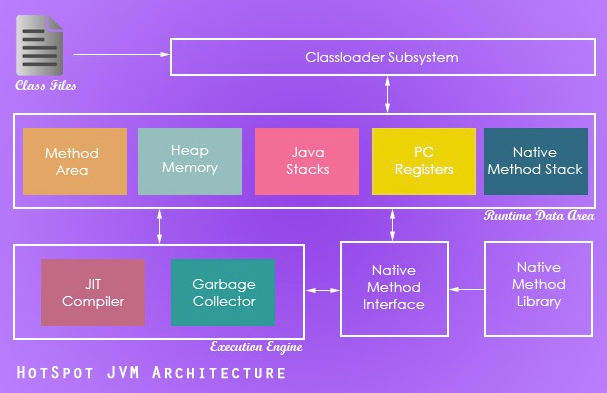 Class Files
Classloader Subsystem
Method
Area
Heap
Memory
Java
Stacks
PC
Registers
Native
Method Stack
Runtime Data Area
JIT
Compiler
Garbage
Collector
Execution Engine
Native
Method
Interface
Native
Method
Library
HotSpot JVM Architecture